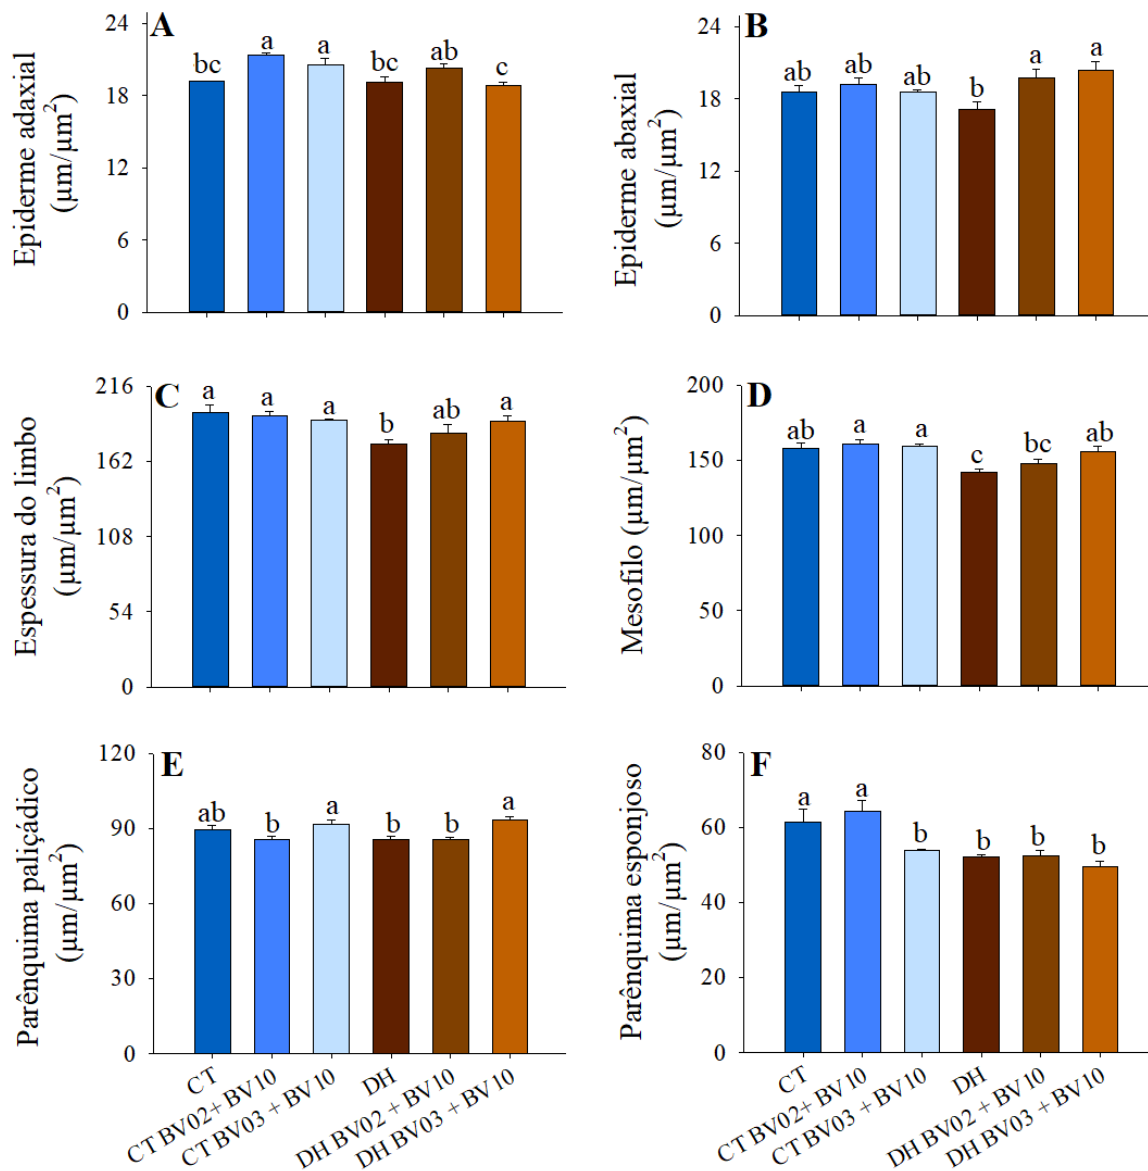 A
Epiderme adaxial
(μm/μm²)
24
18
12
6
0
bc
a
a
bc
ab
c
B
Epiderme abaxial
(μm/μm²)
24
18
12
6
0
ab
ab
ab
b
a
a
C
Espessura do limbo
(μm/μm²)
216
162
108
54
0
a
a
a
b
ab
a
D
Mesofilo (μm/μm²)
200
150
100
50
0
ab
a
a
c
bc
ab
E
Parênquima paliçádico
(μm/μm²)
120
90
60
30
0
ab
b
a
b
b
a
CT
CT BV02+ BV10
CT BV03 + BV10
DH
DH BV02 + BV10
DH BV03 + BV10
F
Parênquima esponjoso
(μm/μm²)
80
60
40
20
0
a
a
b
b
b
b
CT
CT BV02+ BV10
CT BV03 + BV10
DH
DH BV02 + BV10
DH BV03 + BV10